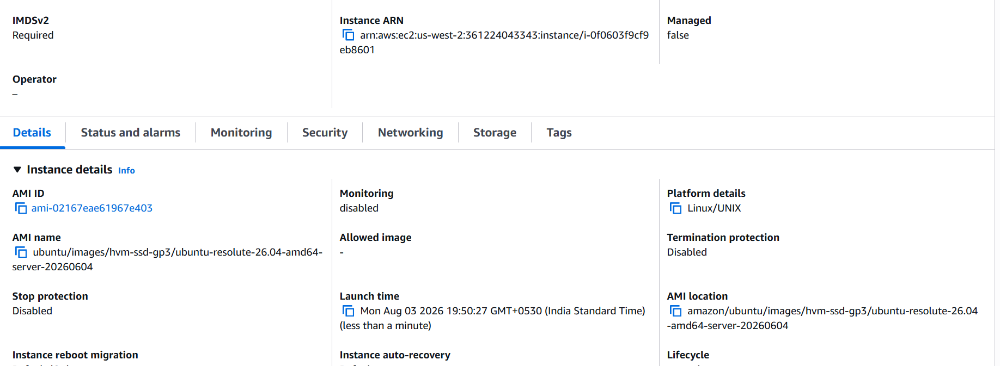 IMDSv2
Required
Instance ARN
arn:aws:ec2:us-west-2:361224043343:instance/i-0f0603f9cf9
eb8601
Managed
false
Operator
–
Details
Status and alarms
Monitoring
Security
Networking
Storage
Tags
Instance details Info
AMI ID
ami-02167eae61967e403
Monitoring
disabled
Platform details
Linux/UNIX
AMI name
ubuntu/images/hvm-ssd-gp3/ubuntu-resolute-26.04-amd64-
server-20260604
Allowed image
-
Termination protection
Disabled
Stop protection
Disabled
Launch time
Mon Aug 03 2026 19:50:27 GMT+0530 (India Standard Time)
(less than a minute)
AMI location
amazon/ubuntu/images/hvm-ssd-gp3/ubuntu-resolute-26.04
-amd64-server-20260604
Instance reboot migration
Instance auto-recovery
Lifecycle